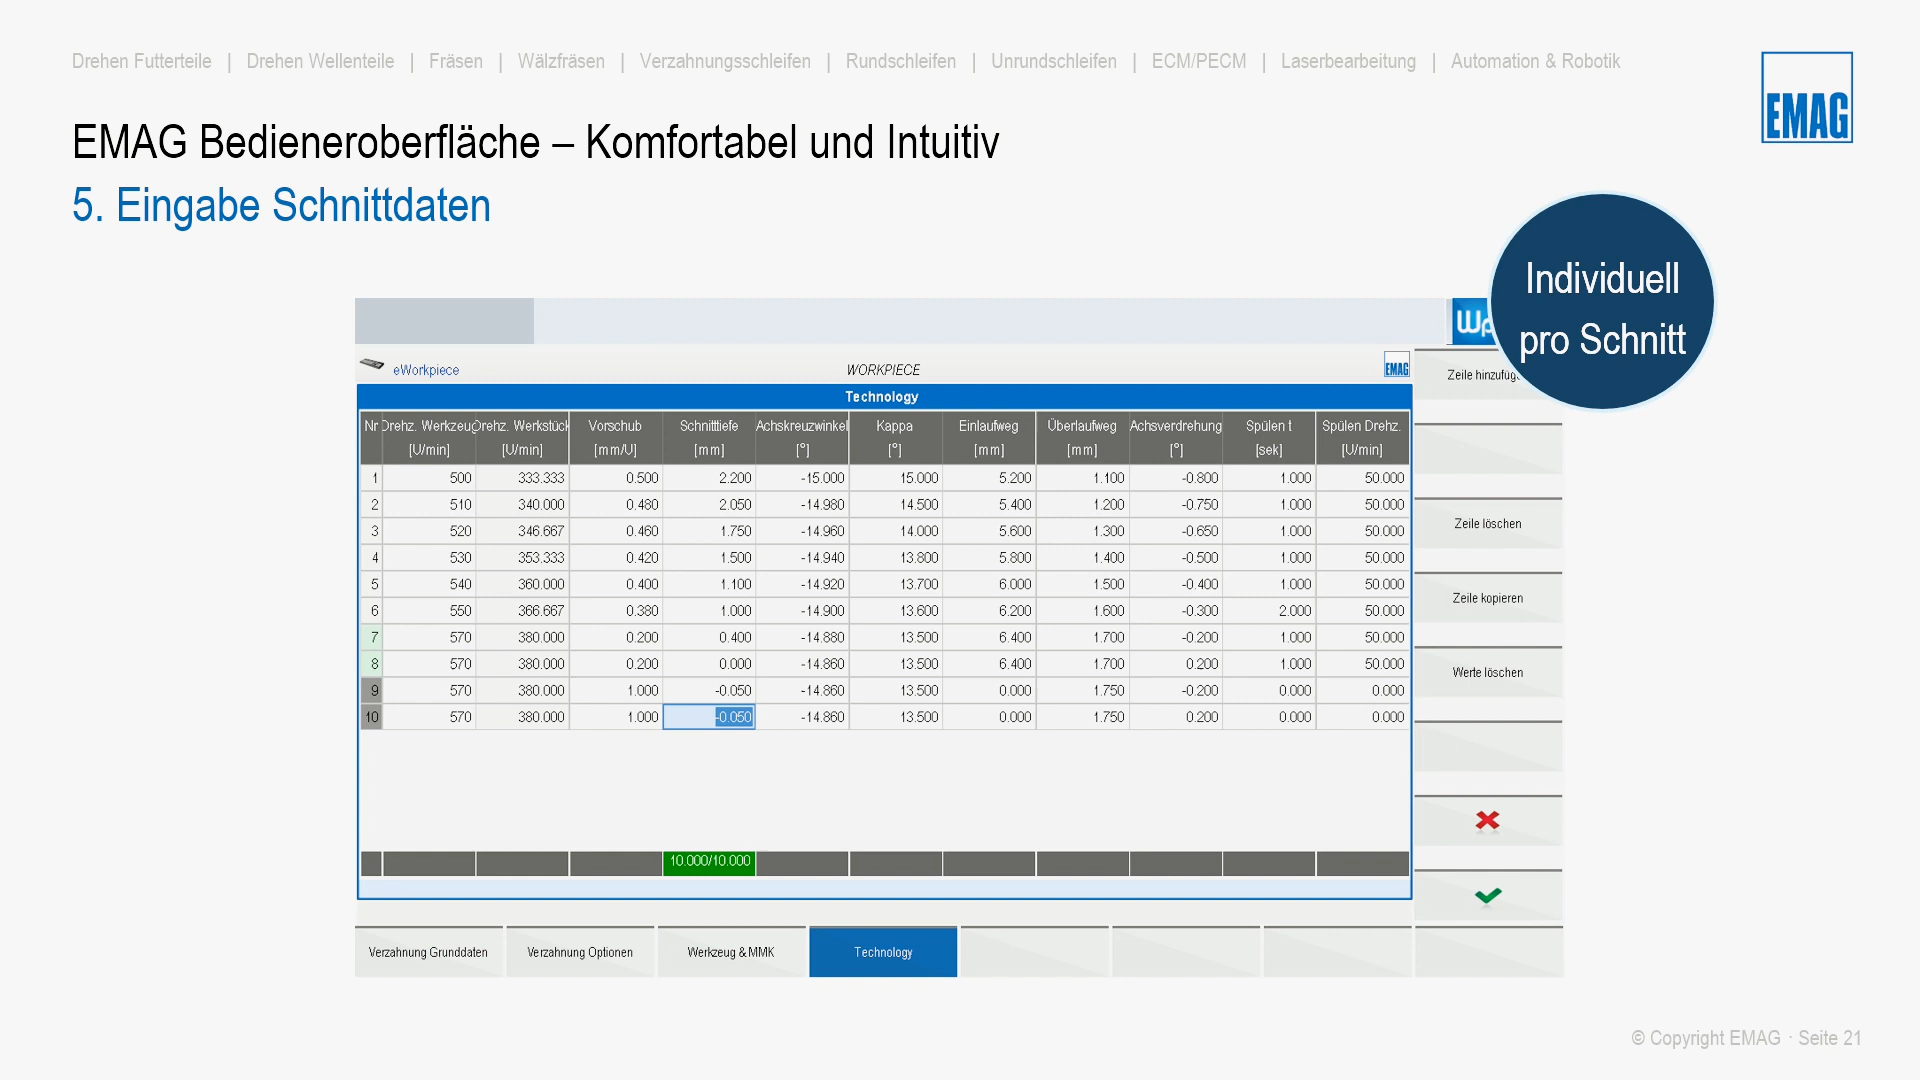 Drehen Futterteile | Drehen Wellenteile | Fräsen | Wälzfräsen | Verzahnungsschleifen | Rundschleifen | Unrundschleifen | ECM/PECM | Laserbearbeitung | Automation & Robotik
EMAG
EMAG Bedieneroberfläche – Komfortabel und Intuitiv
5. Eingabe Schnittdaten
Individuell
pro Schnitt
eWorkpiece WORKPIECE EMAG
Technology
Nr Drehz. Werkzeug Drehz. Werkstück Vorschub Schnitttiefe Achskreuzwinkel Kappa Einlaufweg Überlaufweg Achsverdrehung Spülen t Spülen Drehz.
[U/min] [U/min] [mm/U] [mm] [°] [°] [mm] [mm] [°] [sek] [U/min]
1 500 333.333 0.500 2.200 -15.000 15.000 5.200 1.100 -0.800 1.000 50.000
2 510 340.000 0.480 2.050 -14.980 14.500 5.400 1.200 -0.750 1.000 50.000
3 520 346.667 0.460 1.750 -14.960 14.000 5.600 1.300 -0.650 1.000 50.000
4 530 353.333 0.420 1.500 -14.940 13.800 5.800 1.400 -0.500 1.000 50.000
5 540 360.000 0.400 1.100 -14.920 13.700 6.000 1.500 -0.400 1.000 50.000
6 550 366.667 0.380 1.000 -14.900 13.600 6.200 1.600 -0.300 2.000 50.000
7 570 380.000 0.200 0.400 -14.880 13.500 6.400 1.700 -0.200 1.000 50.000
8 570 380.000 0.200 0.000 -14.860 13.500 6.400 1.700 0.200 1.000 50.000
9 570 380.000 1.000 -0.050 -14.860 13.500 0.000 1.750 -0.200 0.000 0.000
10 570 380.000 1.000 -0.050 -14.860 13.500 0.000 1.750 0.200 0.000 0.000
10.000/10.000
Zeile hinzufüg
Zeile löschen
Zeile kopieren
Werte löschen
Verzahnung Grunddaten Verzahnung Optionen Werkzeug & MMK Technology
© Copyright EMAG · Seite 21